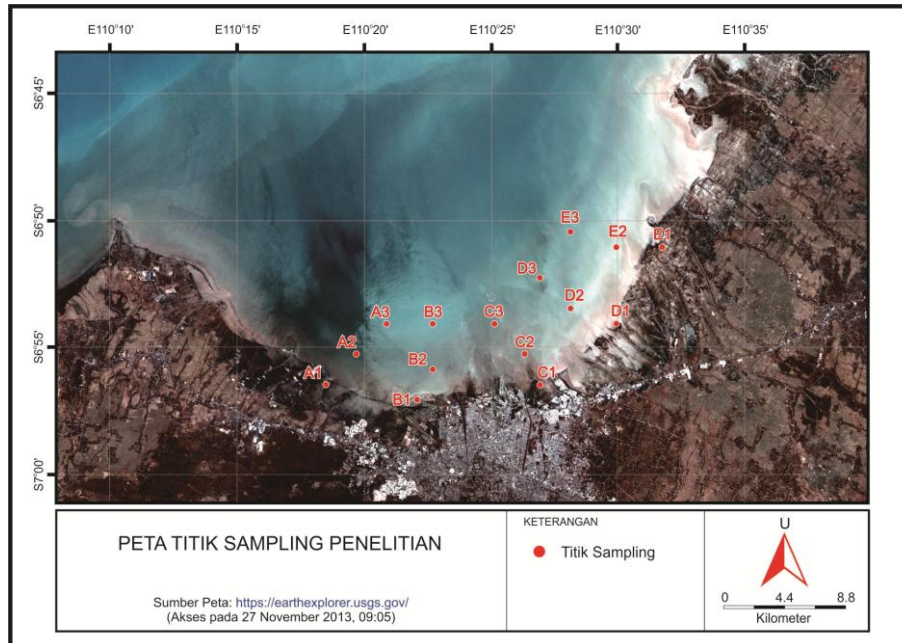 E110°10' E110°15' E110°20' E110°25' E110°30' E110°35'
S6°45'
S6°50'
S6°55'
S7°00'
E3
E2 E1
D3
D2
D1
A3 B3 C3
A2 C2
B2
A1 C1
B1
PETA TITIK SAMPLING PENELITIAN
Sumber Peta: https://earthexplorer.usgs.gov/
(Akses pada 27 November 2013, 09:05)
KETERANGAN
Titik Sampling
U
0 4.4 8.8
Kilometer